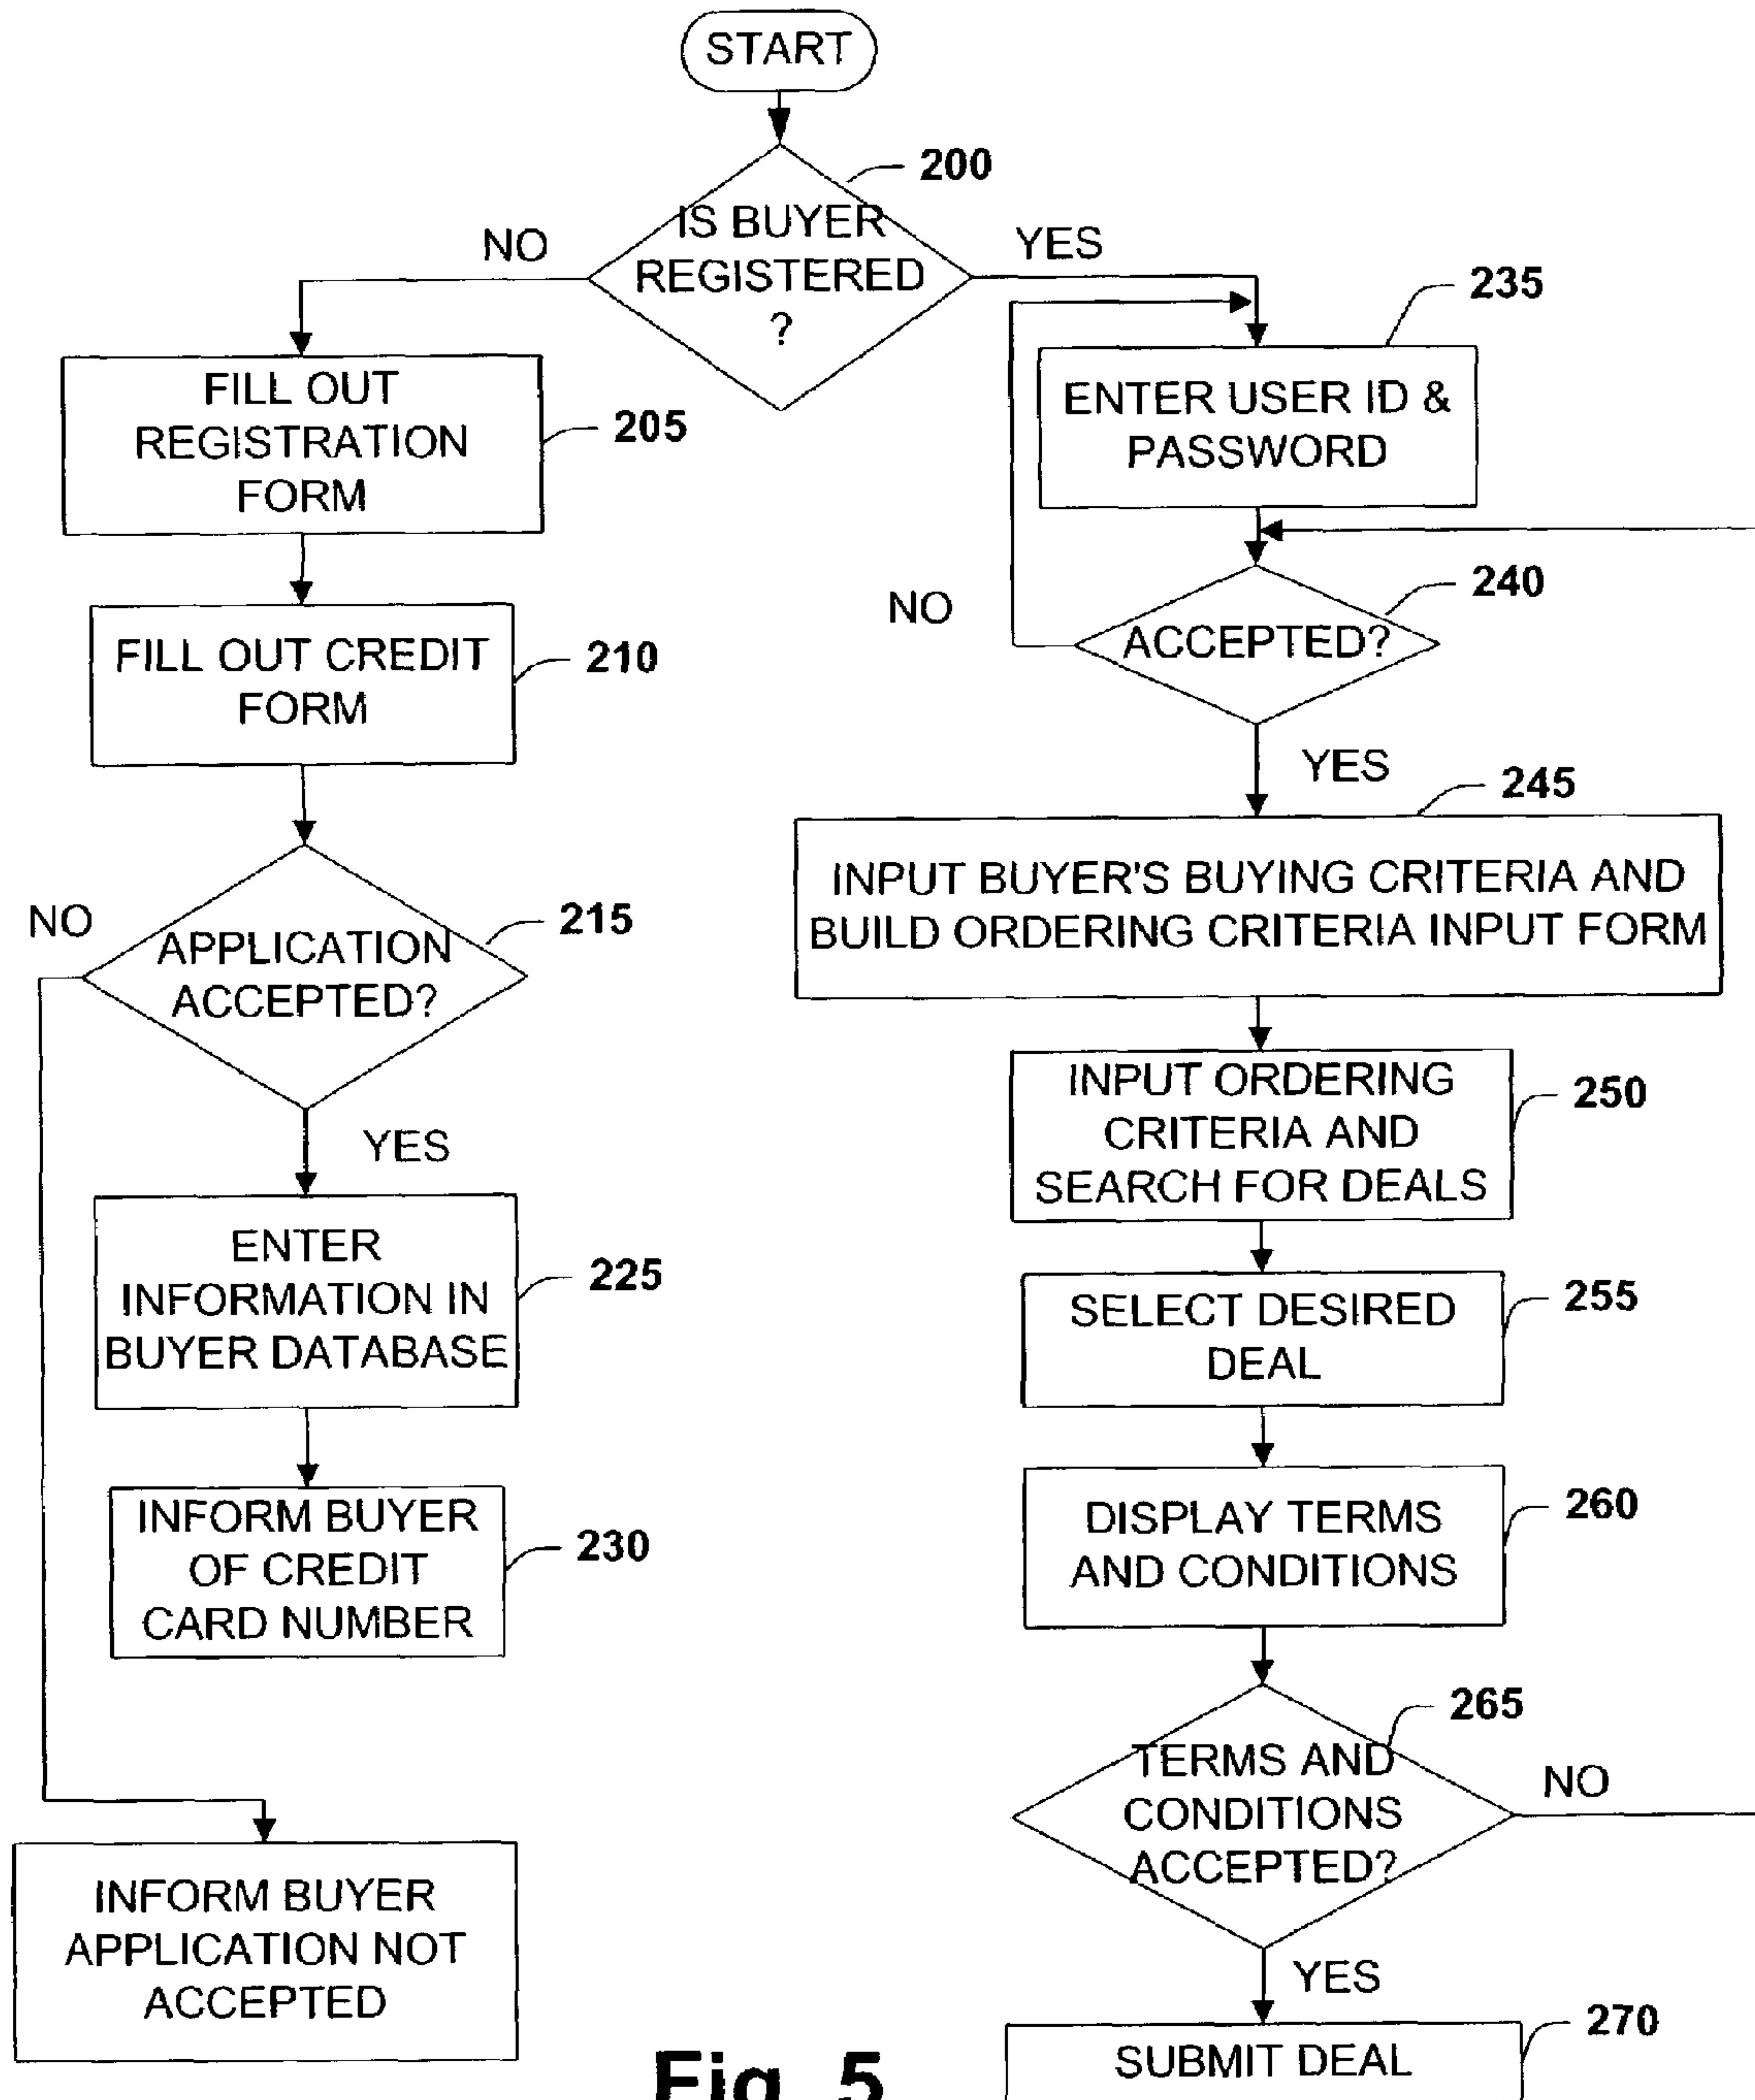 START
200
IS BUYER
REGISTERED
?
NO
YES
FILL OUT
REGISTRATION
FORM
205
FILL OUT CREDIT
FORM
210
APPLICATION
ACCEPTED?
215
NO
YES
ENTER
INFORMATION IN
BUYER DATABASE
225
INFORM BUYER
OF CREDIT
CARD NUMBER
230
INFORM BUYER
APPLICATION NOT
ACCEPTED
235
ENTER USER ID &
PASSWORD
240
ACCEPTED?
NO
YES
245
INPUT BUYER'S BUYING CRITERIA AND
BUILD ORDERING CRITERIA INPUT FORM
INPUT ORDERING
CRITERIA AND
SEARCH FOR DEALS
250
SELECT DESIRED
DEAL
255
DISPLAY TERMS
AND CONDITIONS
260
265
TERMS AND
CONDITIONS
ACCEPTED?
NO
YES
270
SUBMIT DEAL
Fig. 5